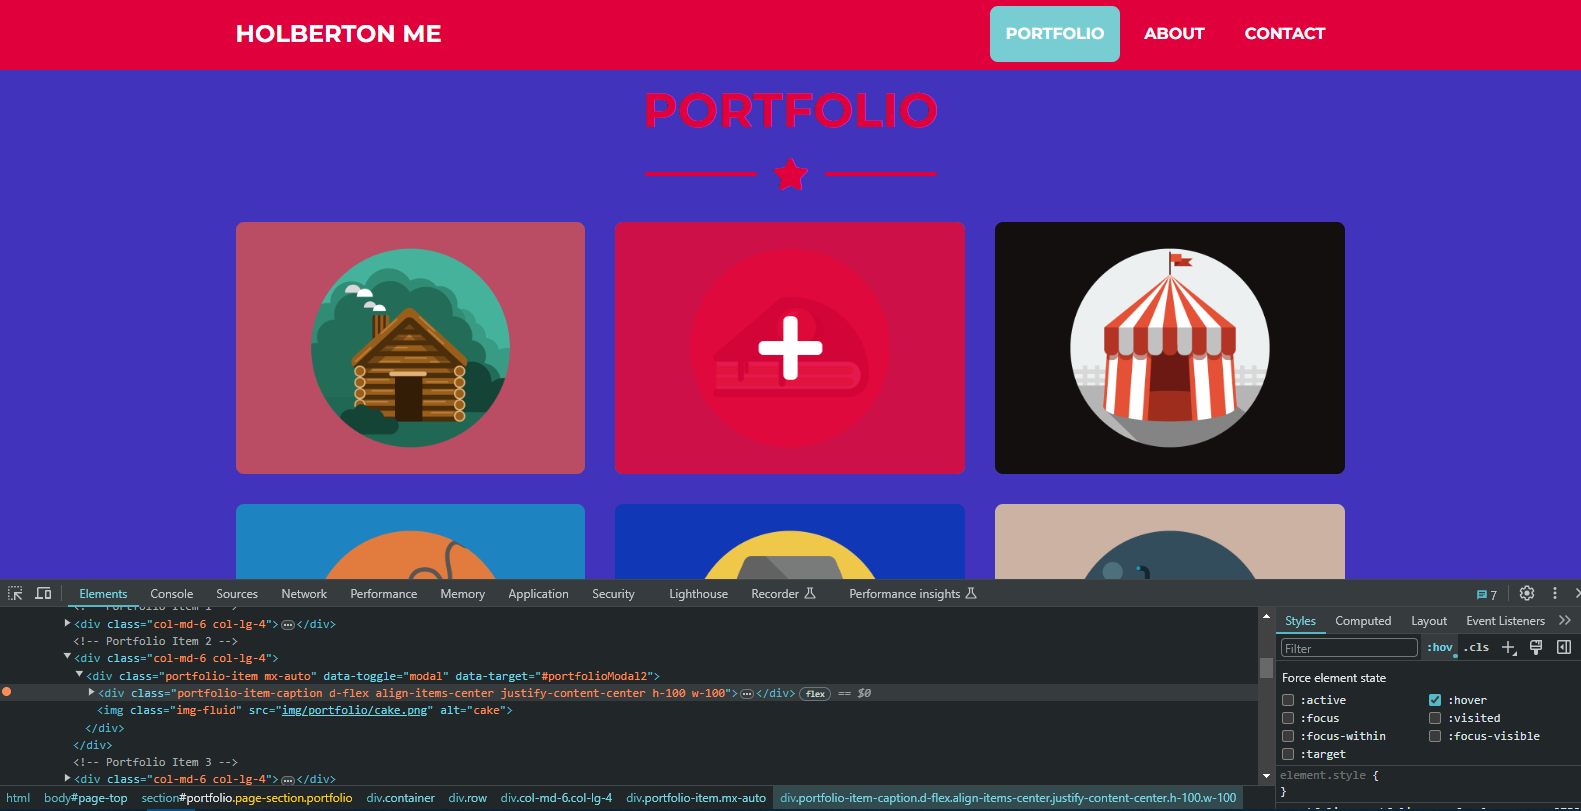 HOLBERTON ME
PORTFOLIO
ABOUT
CONTACT
PORTFOLIO
Elements
Console
Sources
Network
Performance
Memory
Application
Security
Lighthouse
Recorder
Performance insights
7
<!-- Portfolio Item 1 -->
<div class="col-md-6 col-lg-4">…</div>
<!-- Portfolio Item 2 -->
<div class="col-md-6 col-lg-4">
<div class="portfolio-item mx-auto" data-toggle="modal" data-target="#portfolioModal2">
<div class="portfolio-item-caption d-flex align-items-center justify-content-center h-100 w-100">…</div> flex == $0
<img class="img-fluid" src="img/portfolio/cake.png" alt="cake">
</div>
</div>
<!-- Portfolio Item 3 -->
<div class="col-md-6 col-lg-4">…</div>
html
body#page-top
section#portfolio.page-section.portfolio
div.container
div.row
div.col-md-6.col-lg-4
div.portfolio-item.mx-auto
div.portfolio-item-caption.d-flex.align-items-center.justify-content-center.h-100.w-100
Styles
Computed
Layout
Event Listeners
Filter
:hov
.cls
Force element state
:active
:hover
:focus
:visited
:focus-within
:focus-visible
:target
element.style {
}